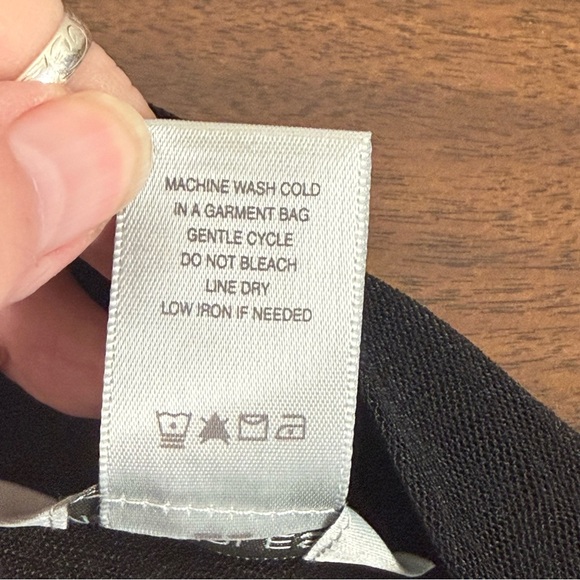 MACHINE WASH COLD
IN A GARMENT BAG
GENTLE CYCLE
DO NOT BLEACH
LINE DRY
LOW IRON IF NEEDED